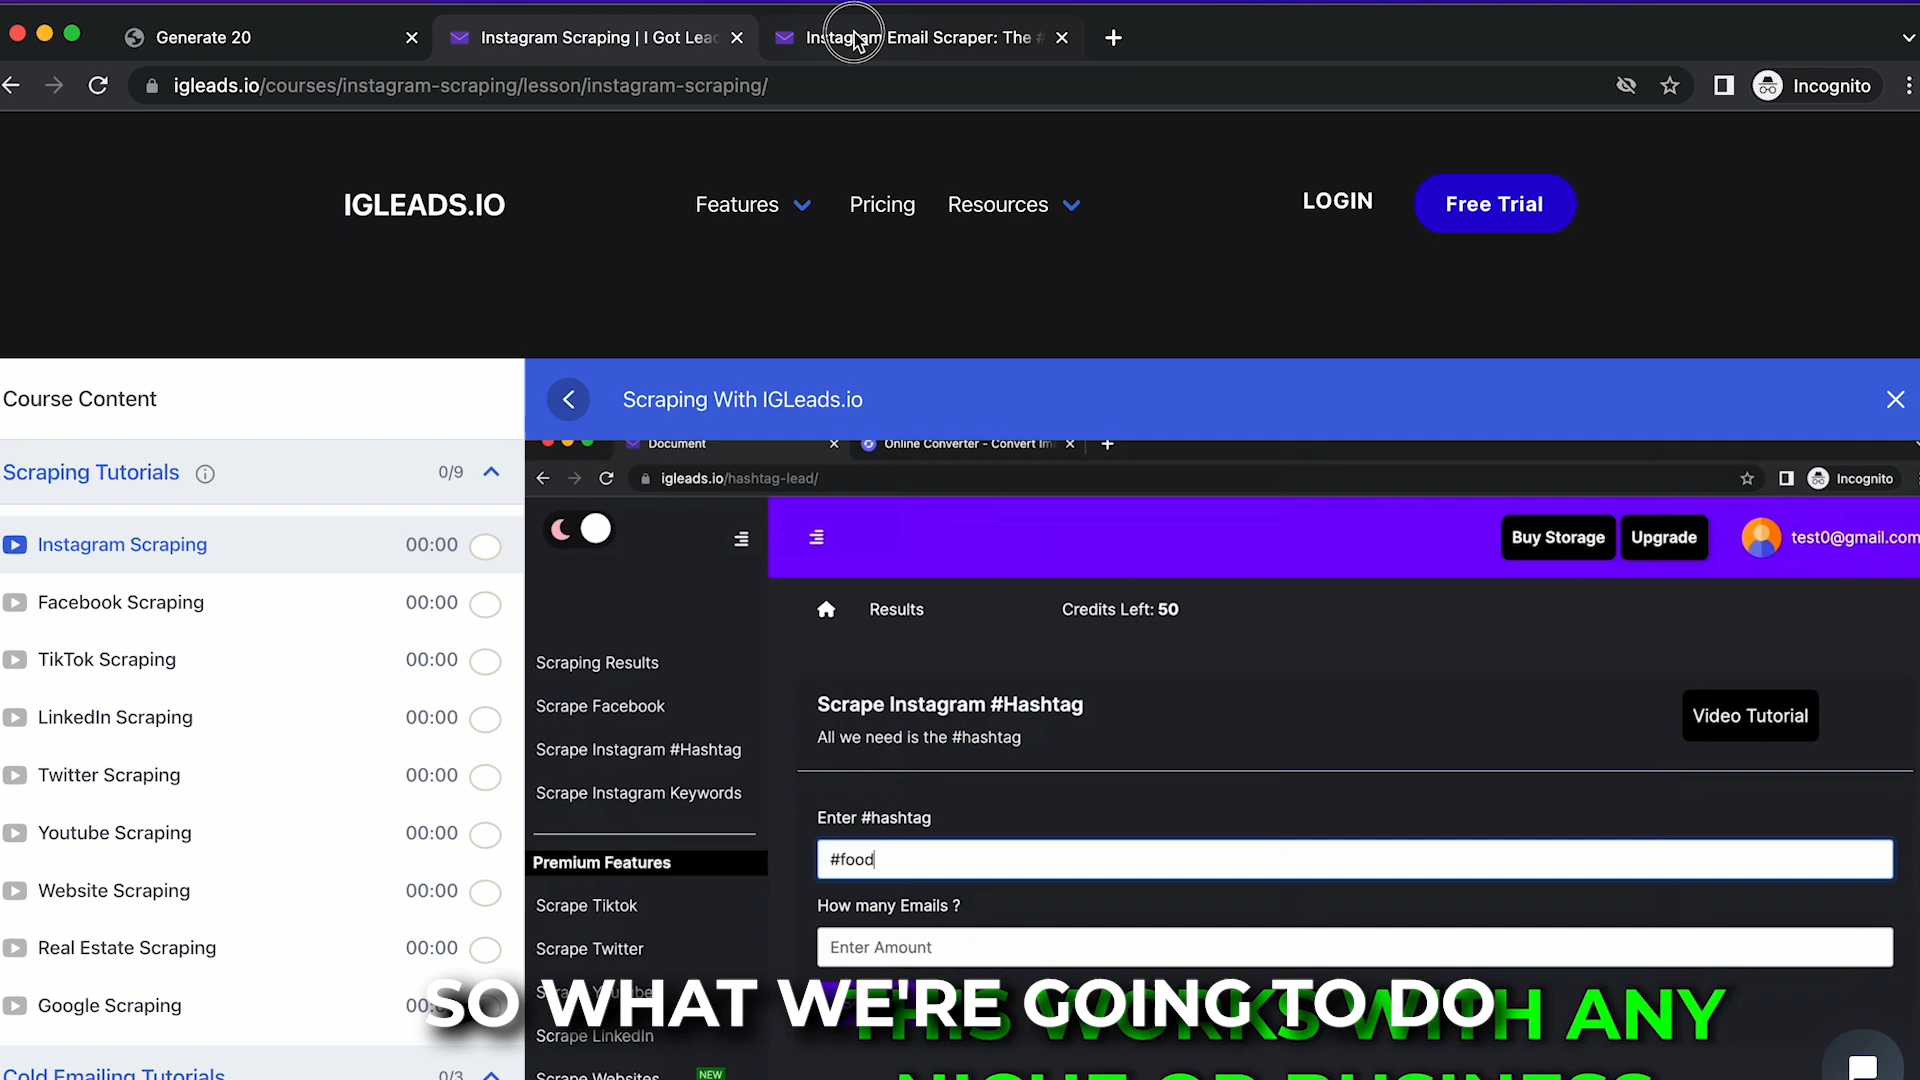 Generate 20
Instagram Scraping | I Got Lea
Instagram Email Scraper: The #
igleads.io/courses/instagram-scraping/lesson/instagram-scraping/
Incognito
IGLEADS.IO
Features
Pricing
Resources
LOGIN
Free Trial
Course Content
Scraping With IGLeads.io
Document
Online Converter - Convert Im
igleads.io/hashtag-lead/
Incognito
Scraping Tutorials
0/9
Instagram Scraping 00:00
Facebook Scraping 00:00
TikTok Scraping 00:00
LinkedIn Scraping 00:00
Twitter Scraping 00:00
Youtube Scraping 00:00
Website Scraping 00:00
Real Estate Scraping 00:00
Google Scraping
Cold Emailing Tutorials
0/3
Buy Storage
Upgrade
test0@gmail.com
Results
Credits Left: 50
Scraping Results
Scrape Facebook
Scrape Instagram #Hashtag
Scrape Instagram Keywords
Premium Features
Scrape Tiktok
Scrape Twitter
Scrape LinkedIn
Scrape Websites NEW
Scrape Instagram #Hashtag
All we need is the #hashtag
Video Tutorial
Enter #hashtag
#food
How many Emails ?
Enter Amount
SO WHAT WE'RE GOING TO DO
THIS WORKS WITH ANY